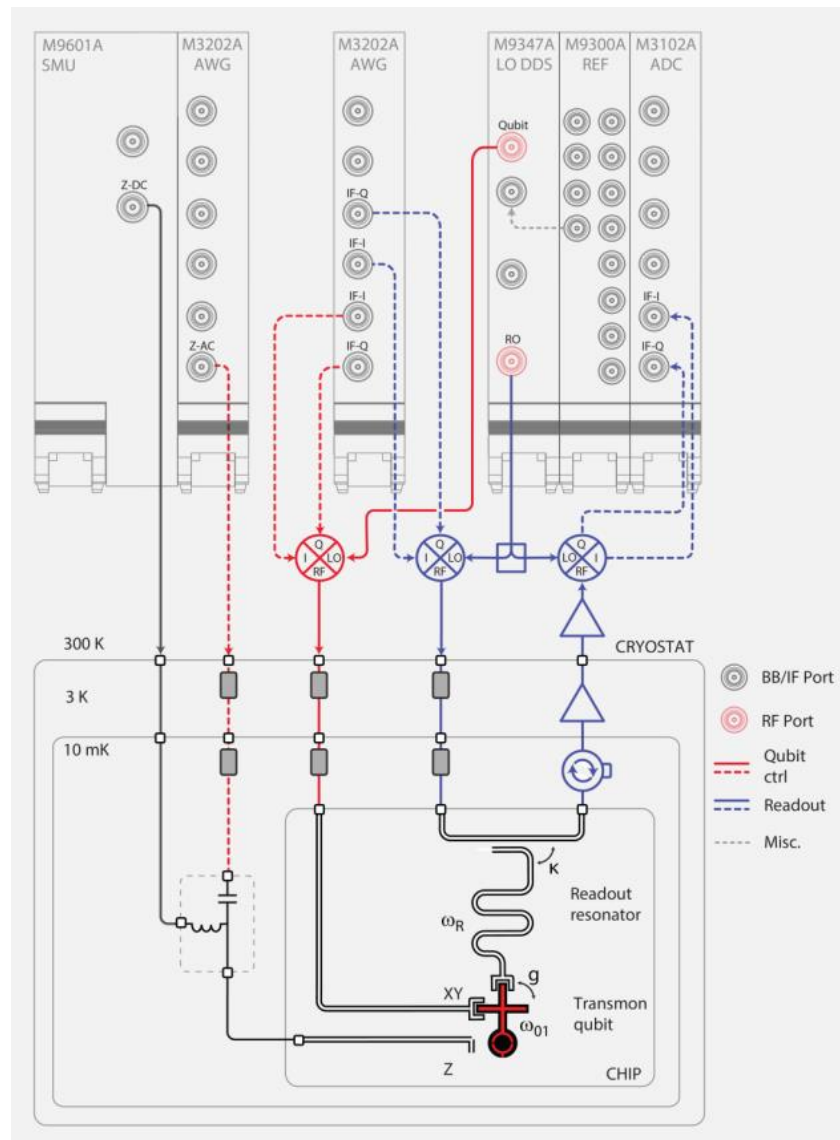 M9601A
SMU
M3202A
AWG
M3202A
AWG
M9347A
LO DDS
M9300A
REF
M3102A
ADC
Qubit
Z-DC
IF-Q
IF-I
IF-I
IF-I
Z-AC
IF-Q
RO
IF-Q
Q
I
LO
RF
Q
I
LO
RF
Q
LO
I
RF
300 K
CRYOSTAT
3 K
10 mK
BB/IF Port
RF Port
Qubit
ctrl
Readout
Misc.
κ
Readout
resonator
ωR
g
XY
Transmon
qubit
ω01
Z
CHIP